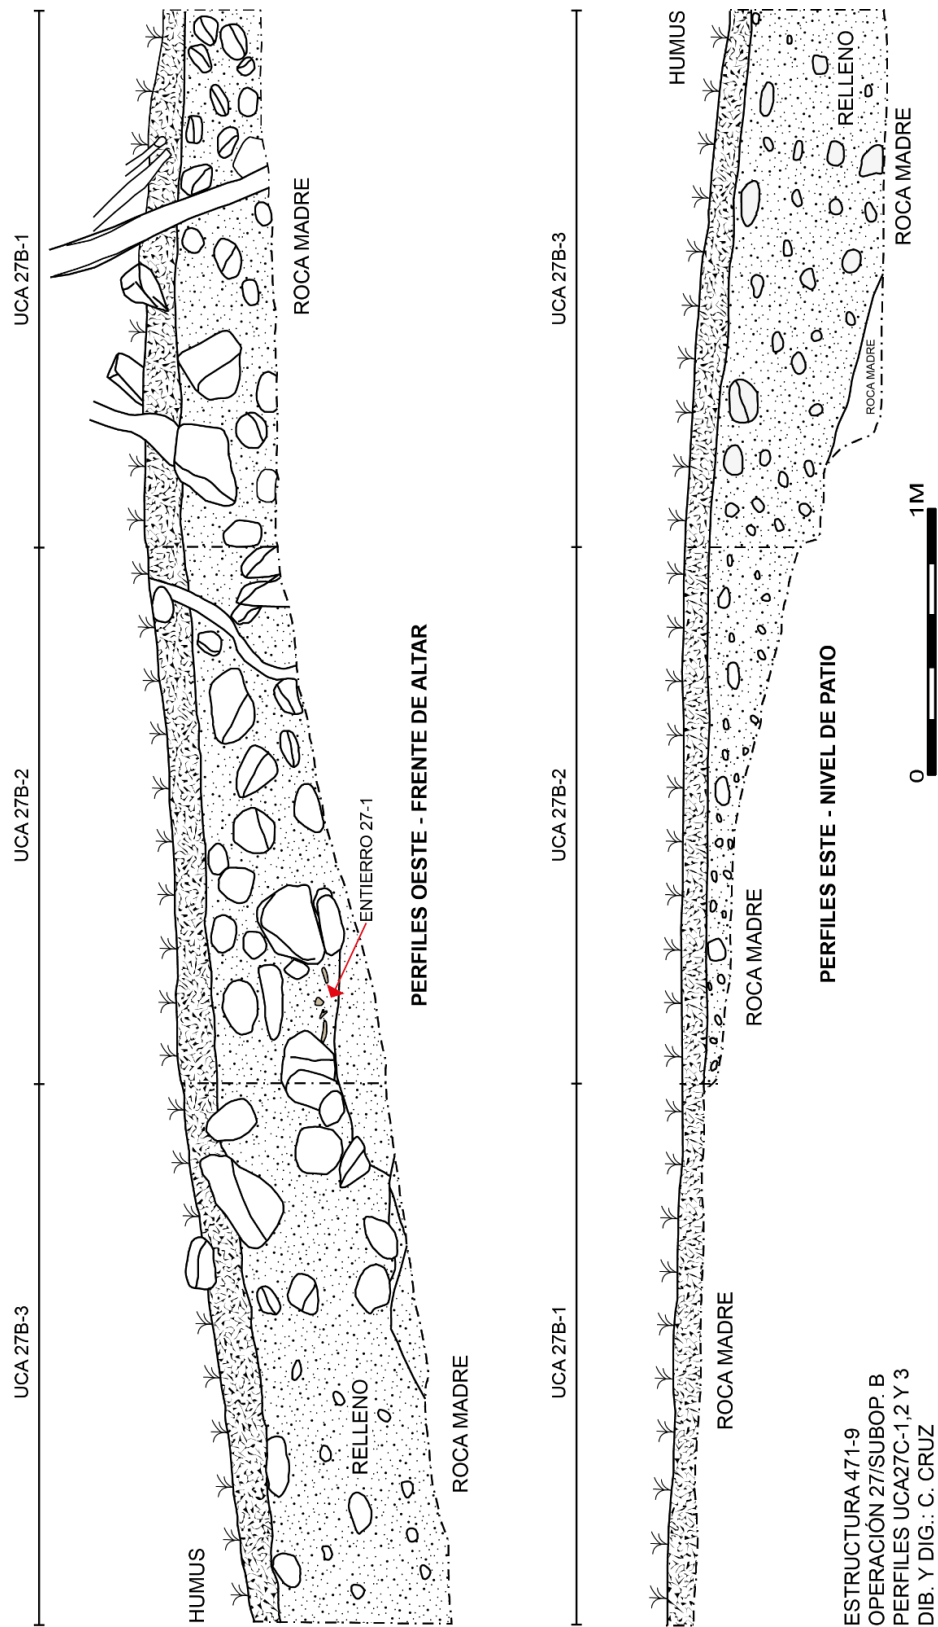 UCA 27B-3
UCA 27B-2
UCA 27B-1
HUMUS
RELLENO
ROCA MADRE
ROCA MADRE
ENTIERRO 27-1
PERFILES OESTE - FRENTE DE ALTAR
UCA 27B-1
UCA 27B-2
UCA 27B-3
HUMUS
RELLENO
ROCA MADRE
ROCA MADRE
ROCA MADRE
ROCA MADRE
PERFILES ESTE - NIVEL DE PATIO
ESTRUCTURA 471-9
OPERACIÓN 27/SUBOP. B
PERFILES UCA27C-1,2 Y 3
DIB. Y DIG.: C. CRUZ
0 1M